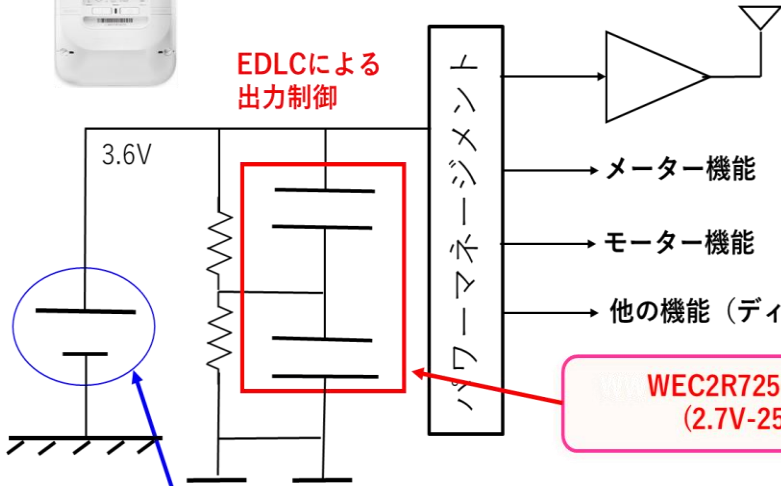 EDLCによる
出力制御
3.6V
パワーマネージメント
メーター機能
モーター機能
他の機能（ディ
WEC2R725
(2.7V-25